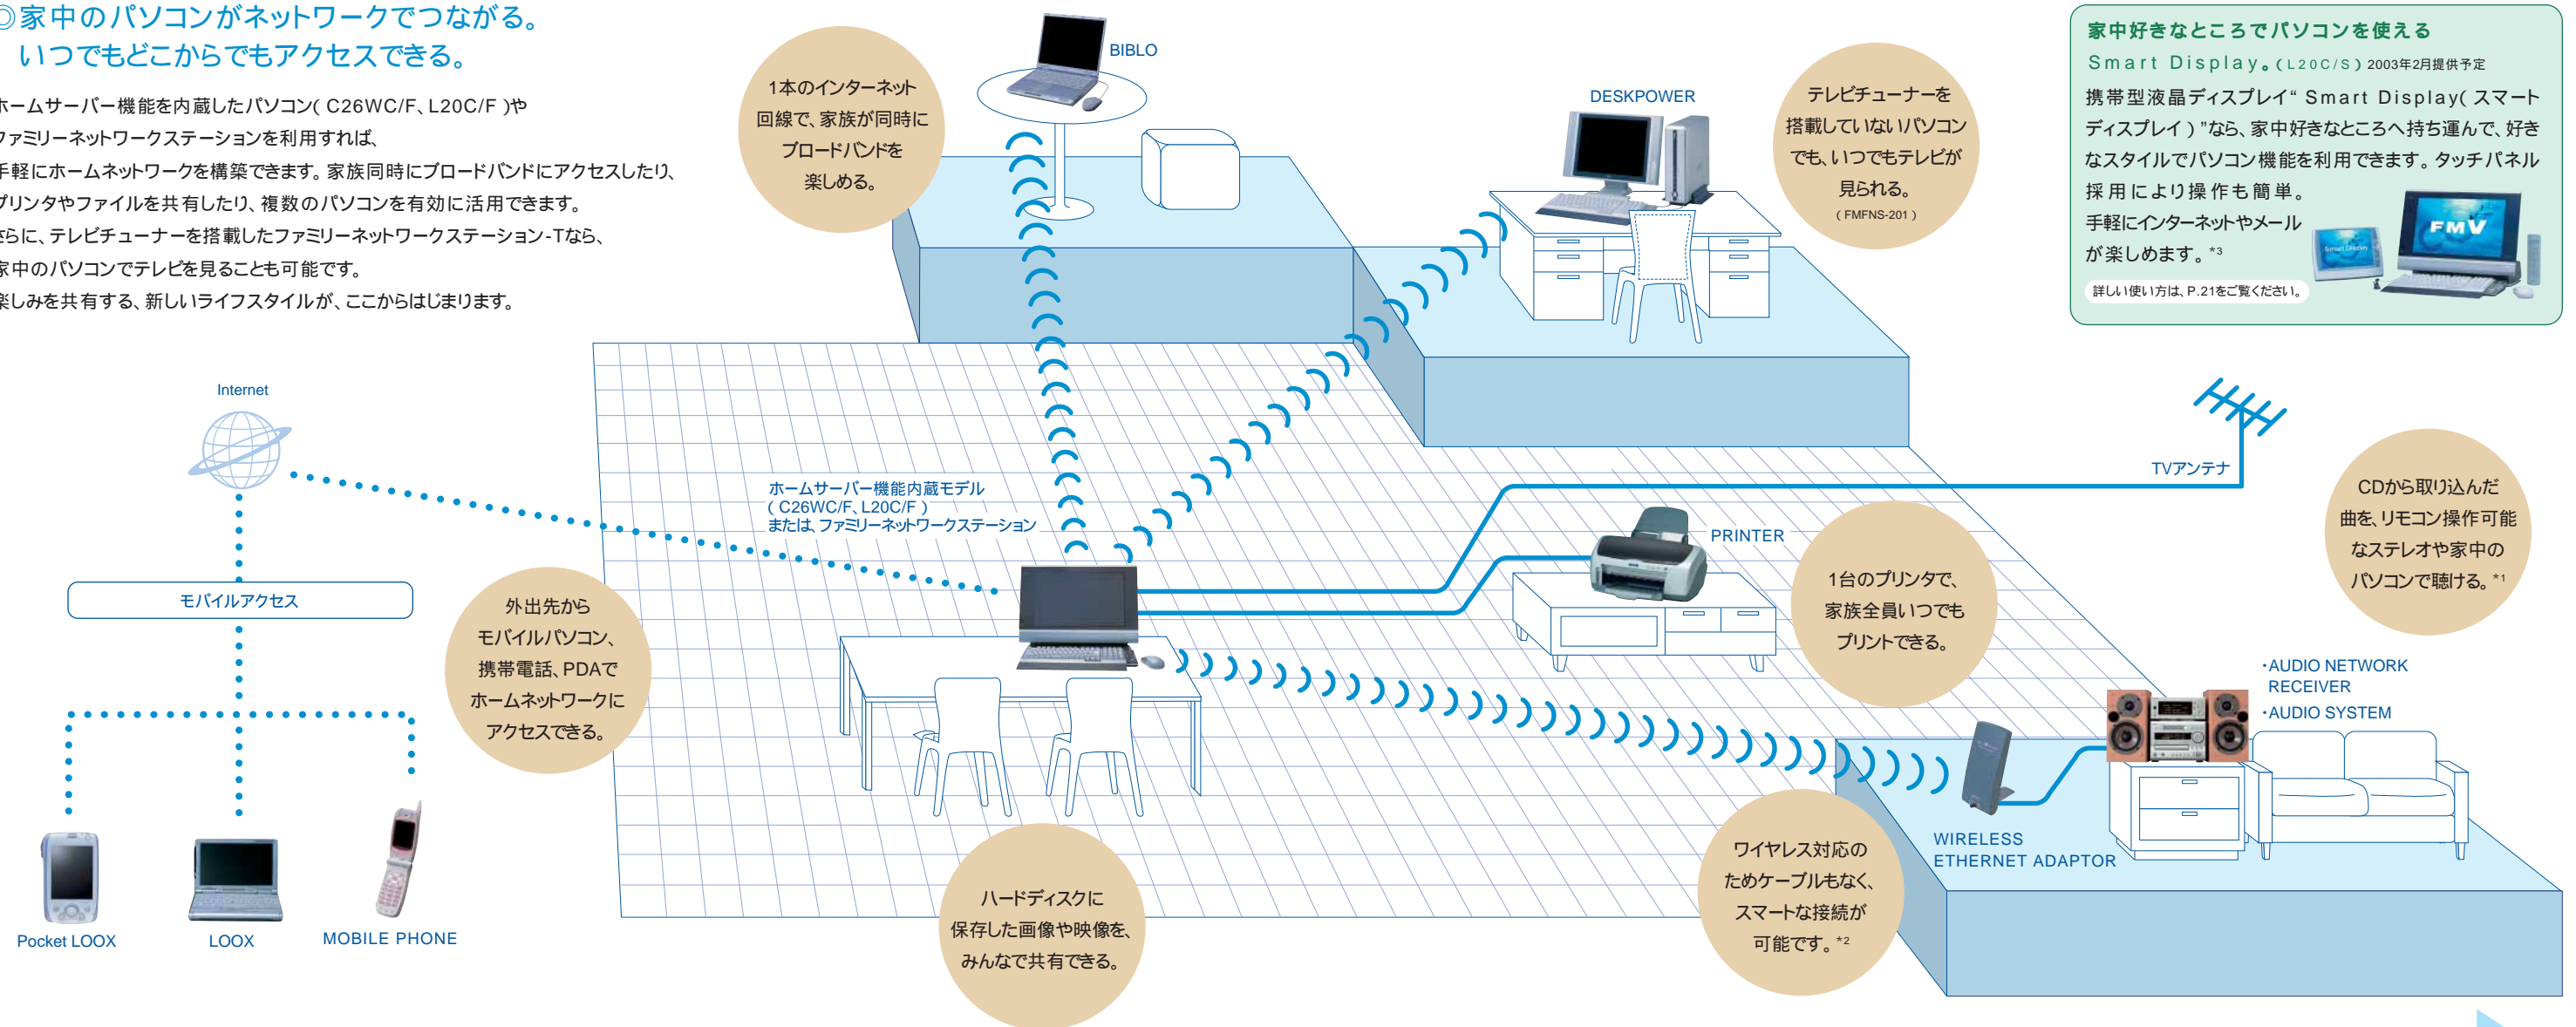 ◎家中のパソコンがネットワークでつながる。
いつでもどこからでもアクセスできる。
ホームサーバー機能を内蔵したパソコン(C26WC/F、L20C/F)や
ファミリーネットワークステーションを利用すれば、
手軽にホームネットワークを構築できます。家族同時にブロードバンドにアクセスしたり、
プリンタやファイルを共有したり、複数のパソコンを有効に活用できます。
さらに、テレビチューナーを搭載したファミリーネットワークステーション-Tなら、
家中のパソコンでテレビを見ることも可能です。
楽しみを共有する、新しいライフスタイルが、ここからはじまります。
1本のインターネット
回線で、家族が同時に
ブロードバンドを
楽しめる。
BIBLO
DESKPOWER
テレビチューナーを
搭載していないパソコン
でも、いつでもテレビが
見られる。
(FMFNS-201)
家中好きなところでパソコンを使える
Smart Display。(L20C/S)2003年2月提供予定
携帯型液晶ディスプレイ“Smart Display(スマート
ディスプレイ)”なら、家中好きなところへ持ち運んで、好き
なスタイルでパソコン機能を利用できます。タッチパネル
採用により操作も簡単。
手軽にインターネットやメール
が楽しめます。*3
詳しい使い方は、P.21をご覧ください。
Smart Display
FMV
Internet
モバイルアクセス
Pocket LOOX
LOOX
MOBILE PHONE
外出先から
モバイルパソコン、
携帯電話、PDAで
ホームネットワークに
アクセスできる。
ホームサーバー機能内蔵モデル
(C26WC/F、L20C/F)
または、ファミリーネットワークステーション
PRINTER
1台のプリンタで、
家族全員いつでも
プリントできる。
TVアンテナ
CDから取り込んだ
曲を、リモコン操作可能
なステレオや家中の
パソコンで聴ける。*1
・AUDIO NETWORK
RECEIVER
・AUDIO SYSTEM
WIRELESS
ETHERNET ADAPTOR
ワイヤレス対応の
ためケーブルもなく、
スマートな接続が
可能です。*2
ハードディスクに
保存した画像や映像を、
みんなで共有できる。